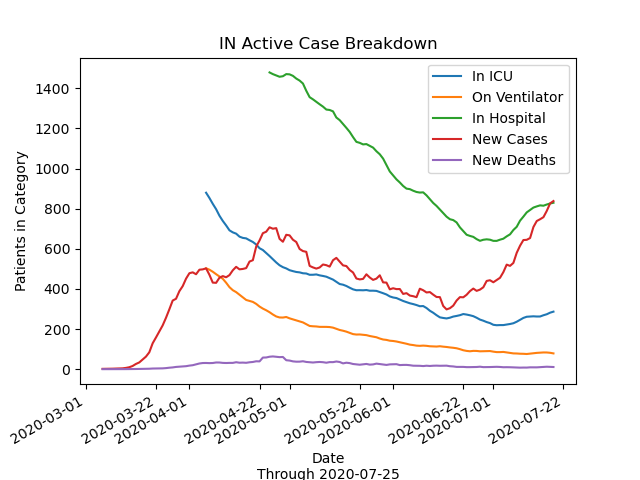 IN Active Case Breakdown
In ICU
On Ventilator
In Hospital
New Cases
New Deaths
Patients in Category
1400
1200
1000
800
600
400
200
0
2020-03-01
2020-03-22
2020-04-01
2020-04-22
2020-05-01
2020-05-22
2020-06-01
2020-06-22
2020-07-01
2020-07-22
Date
Through 2020-07-25